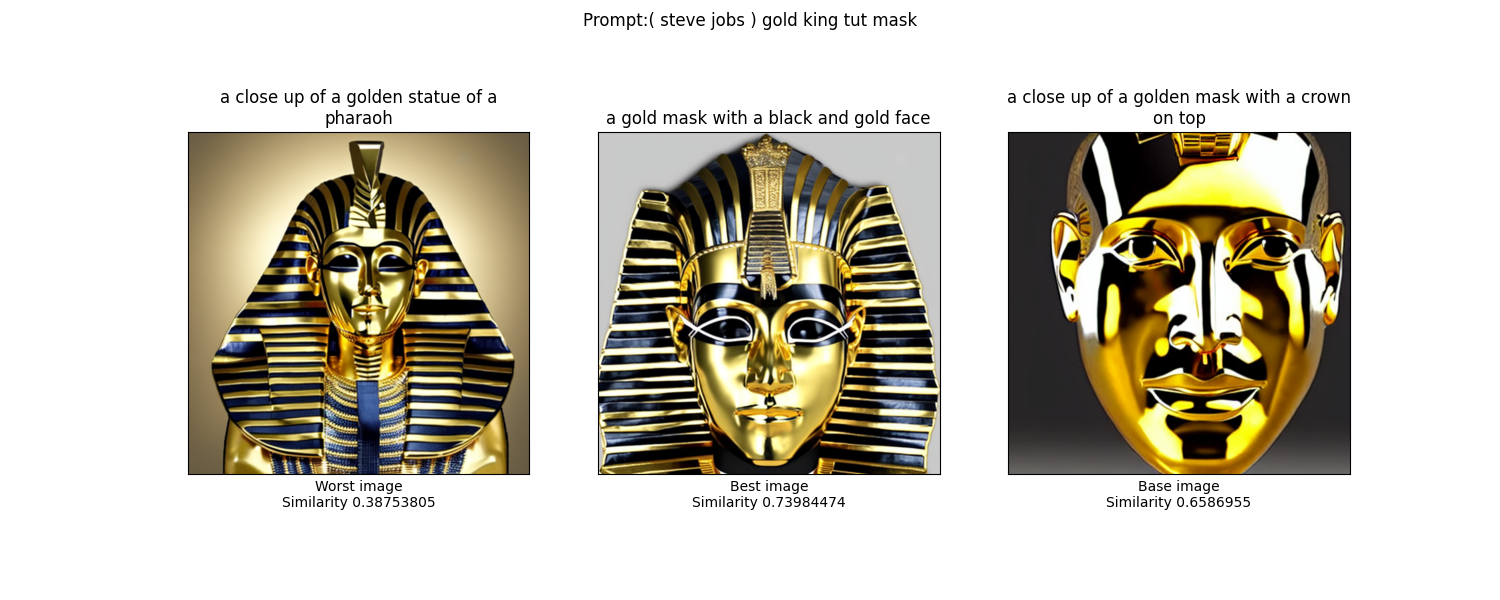 Prompt:( steve jobs ) gold king tut mask
a close up of a golden statue of a
pharaoh
Worst image
Similarity 0.38753805
a gold mask with a black and gold face
Best image
Similarity 0.73984474
a close up of a golden mask with a crown
on top
Base image
Similarity 0.6586955